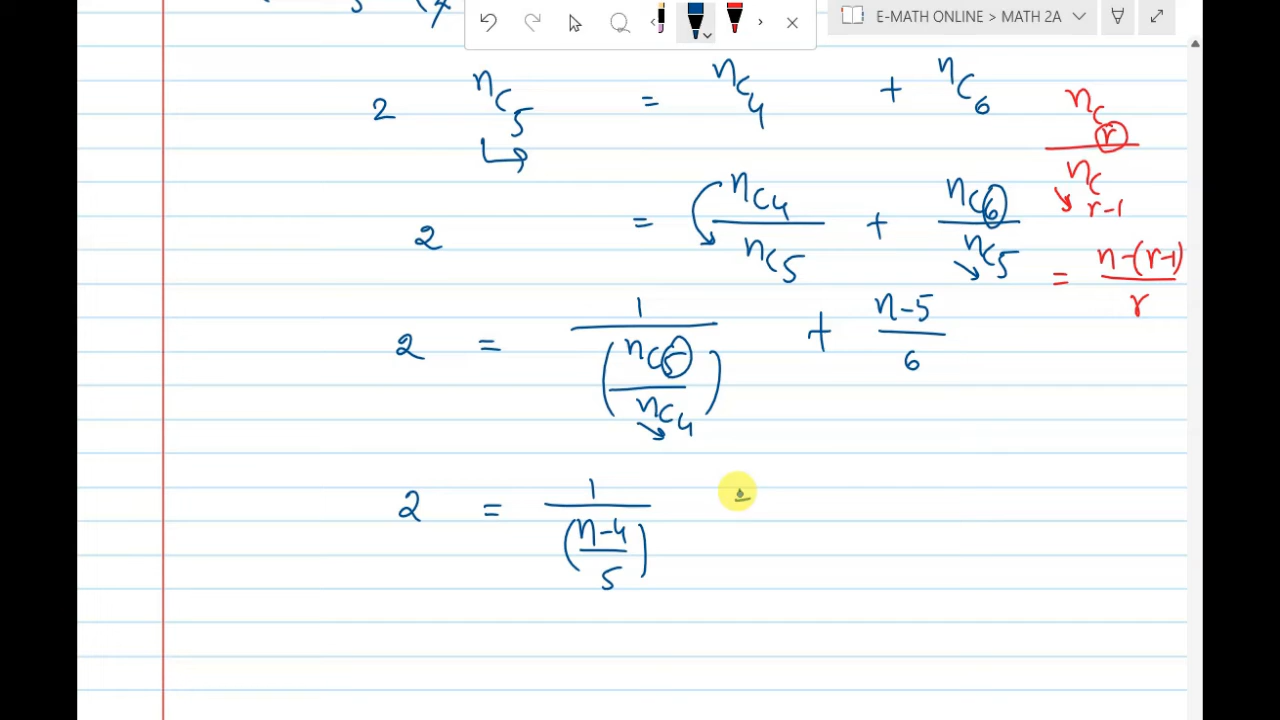 E-MATH ONLINE > MATH 2A
2 nC5 = nC4 + nC6
nCr / nCr-1 = n-(r-1) / r
2 = nC4 / nC5 + nC6 / nC5
2 = 1 / (nC5 / nC4) + n-5 / 6
2 = 1 / (n-4 / 5)